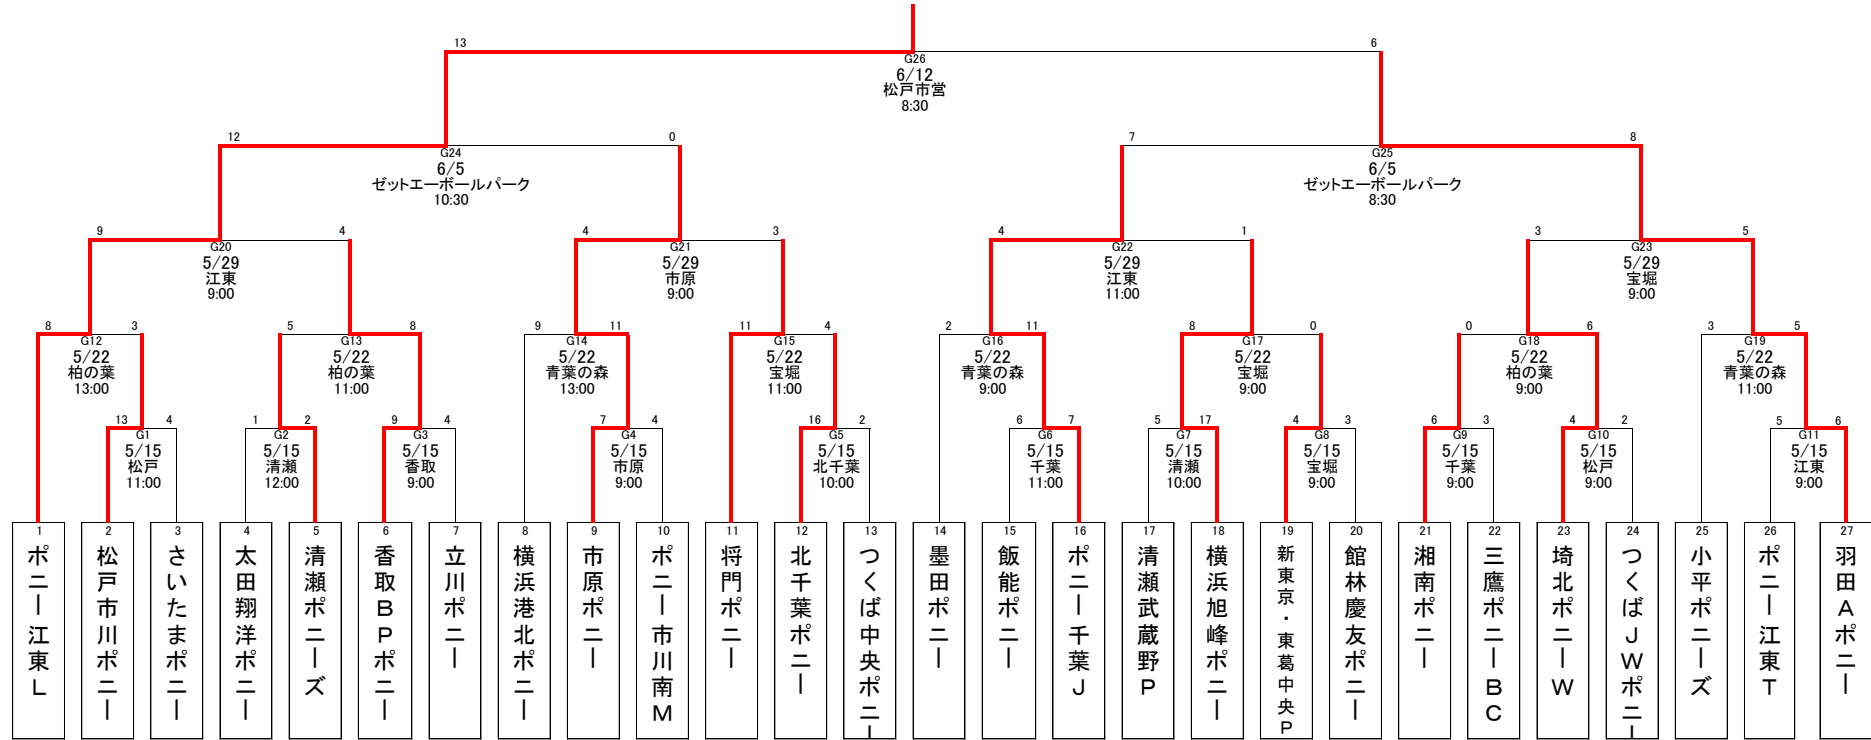 13 6
G26
6/12
松戸市営
8:30
12 0 7 8
G24 G25
6/5 6/5
ゼットエーボールパーク ゼットエーボールパーク
10:30 8:30
9 4 4 3 4 1 3 5
G20 G21 G22 G23
5/29 5/29 5/29 5/29
江東 市原 江東 宝堀
9:00 9:00 11:00 9:00
8 3 5 8 9 11 11 4 2 11 8 0 0 6 3 5
G12 G13 G14 G15 G16 G17 G18 G19
5/22 5/22 5/22 5/22 5/22 5/22 5/22 5/22
柏の葉 柏の葉 青葉の森 宝堀 青葉の森 宝堀 柏の葉 青葉の森
13:00 11:00 13:00 11:00 9:00 9:00 9:00 11:00
13 4 1 2 9 4 7 4 16 2 6 7 5 17 4 3 6 3 4 2 5 6
G1 G2 G3 G4 G5 G6 G7 G8 G9 G10 G11
5/15 5/15 5/15 5/15 5/15 5/15 5/15 5/15 5/15 5/15 5/15
松戸 清瀬 香取 市原 北千葉 千葉 清瀬 宝堀 千葉 松戸 江東
11:00 12:00 9:00 9:00 10:00 11:00 10:00 9:00 9:00 9:00 9:00
1 ポニー江東L
2 松戸市川ポニー
3 さいたまポニー
4 太田翔洋ポニー
5 清瀬ポニーズ
6 香取BPポニー
7 立川ポニー
8 横浜港北ポニー
9 市原ポニー
10 ポニー市川南M
11 将門ポニー
12 北千葉ポニー
13 つくば中央ポニー
14 墨田ポニー
15 飯能ポニー
16 ポニー千葉J
17 清瀬武蔵野P
18 横浜旭峰ポニー
19 新東京・東葛中央P
20 館林慶友ポニー
21 湘南ポニー
22 三鷹ポニーBC
23 埼北ポニーW
24 つくばJWポニー
25 小平ポニーズ
26 ポニー江東T
27 羽田Aポニー